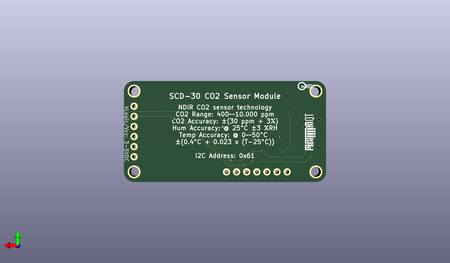 SCD-30 CO2 Sensor Module
NDIR CO2 sensor technology
CO2 Range: 400--10.000 ppm
CO2 Accuracy: ±(30 ppm + 3%)
Hum Accuracy: @ 25°C ±3 %RH
Temp Accuracy: @ 0--50°C
±(0.4°C + 0.023 x (T-25°C))
I2C Address: 0x61